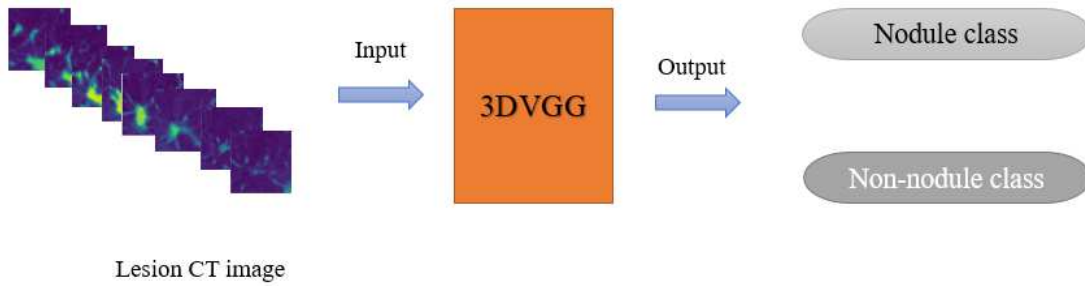 Input
3DVGG
Output
Nodule class
Non-nodule class
Lesion CT image